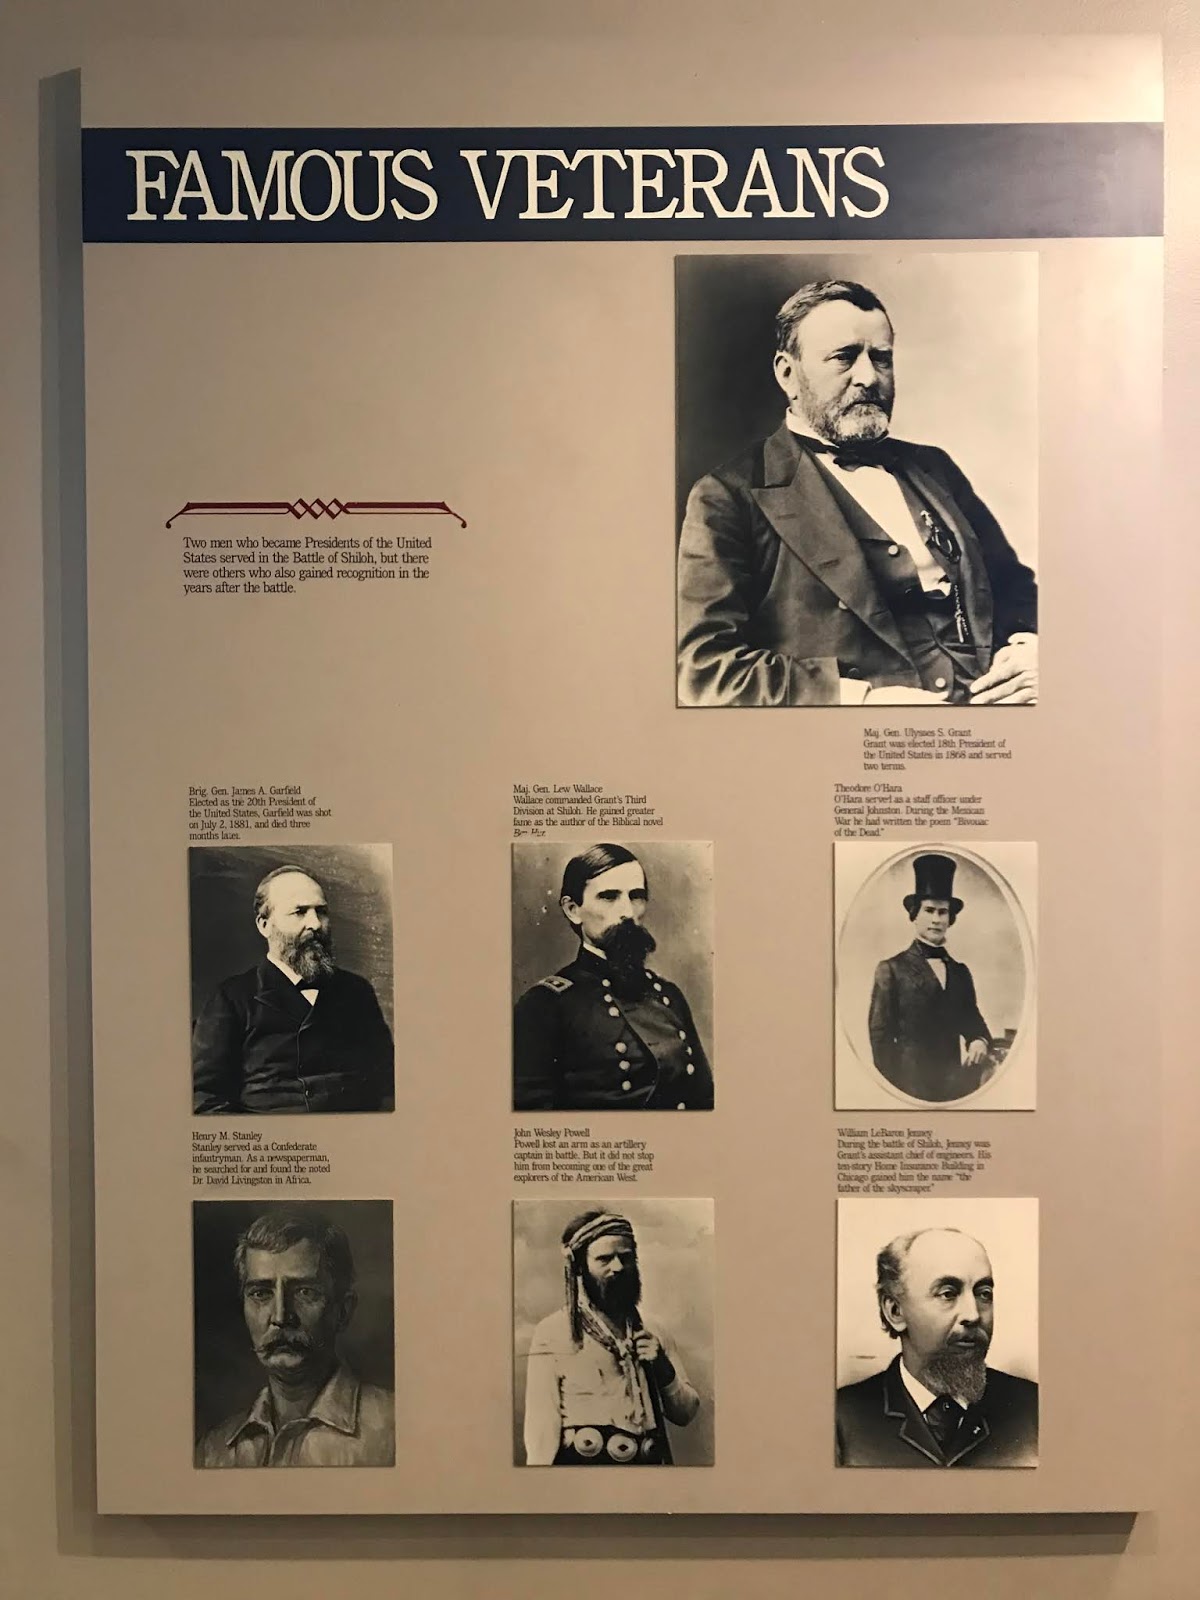 FAMOUS VETERANS
Two men who became Presidents of the United
States served in the Battle of Shiloh, but there
were others who also gained recognition in the
years after the battle.
Maj. Gen. Ulysses S. Grant
Grant was elected 18th President of
the United States in 1868 and served
two terms.
Brig. Gen. James A. Garfield
Elected as the 20th President of
the United States, Garfield was shot
on July 2, 1881, and died three
months later.
Maj. Gen. Lew Wallace
Wallace commanded Grant's Third
Division at Shiloh. He gained greater
fame as the author of the Biblical novel
Ben Hur
Theodore O'Hara
O'Hara served as a staff officer under
General Johnston. During the Mexican
War he had written the poem "Bivouac
of the Dead."
Henry M. Stanley
Stanley served as a Confederate
infantryman. As a newspaperman,
he searched for and found the noted
Dr. David Livingston in Africa.
John Wesley Powell
Powell lost an arm as an artillery
captain in battle. But it did not stop
him from becoming one of the great
explorers of the American West.
William LeBaron Jenney
During the battle of Shiloh, Jenney was
Grant's assistant chief of engineers. His
ten-story Home Insurance Building in
Chicago gained him the name "the
father of the skyscraper."